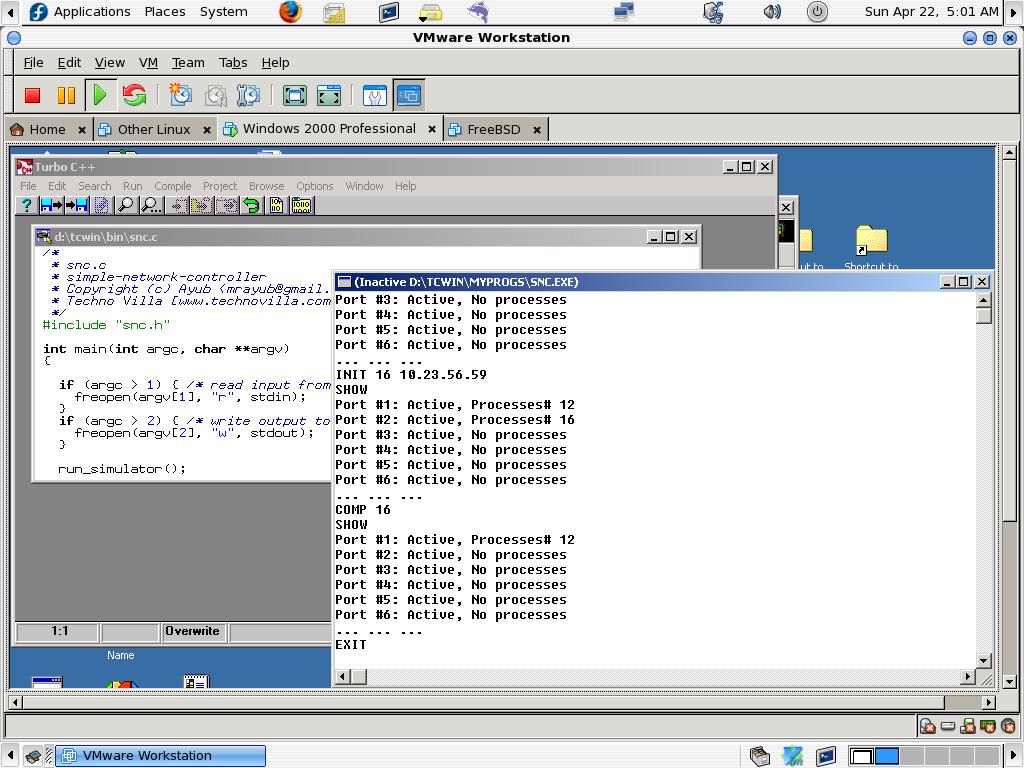 Applications Places System Sun Apr 22, 5:01 AM
VMware Workstation
File Edit View VM Team Tabs Help
Home Other Linux Windows 2000 Professional FreeBSD
Turbo C++
File Edit Search Run Compile Project Browse Options Window Help
d:\tcwin\bin\snc.c
/*
* snc.c
* simple-network-controller
* Copyright (c) Ayub <mrayub@gmail.
* Techno Villa [www.technovilla.com
*/
#include "snc.h"
int main(int argc, char **argv)
{
if (argc > 1) { /* read input from
freopen(argv[1], "r", stdin);
}
if (argc > 2) { /* write output to
freopen(argv[2], "w", stdout);
}
run_simulator();
1:1 Overwrite
Name
Shortcut to
(Inactive D:\TCWIN\MYPROGS\SNC.EXE)
Port #3: Active, No processes
Port #4: Active, No processes
Port #5: Active, No processes
Port #6: Active, No processes
... ... ...
INIT 16 10.23.56.59
SHOW
Port #1: Active, Processes# 12
Port #2: Active, Processes# 16
Port #3: Active, No processes
Port #4: Active, No processes
Port #5: Active, No processes
Port #6: Active, No processes
... ... ...
COMP 16
SHOW
Port #1: Active, Processes# 12
Port #2: Active, No processes
Port #3: Active, No processes
Port #4: Active, No processes
Port #5: Active, No processes
Port #6: Active, No processes
... ... ...
EXIT
VMware Workstation